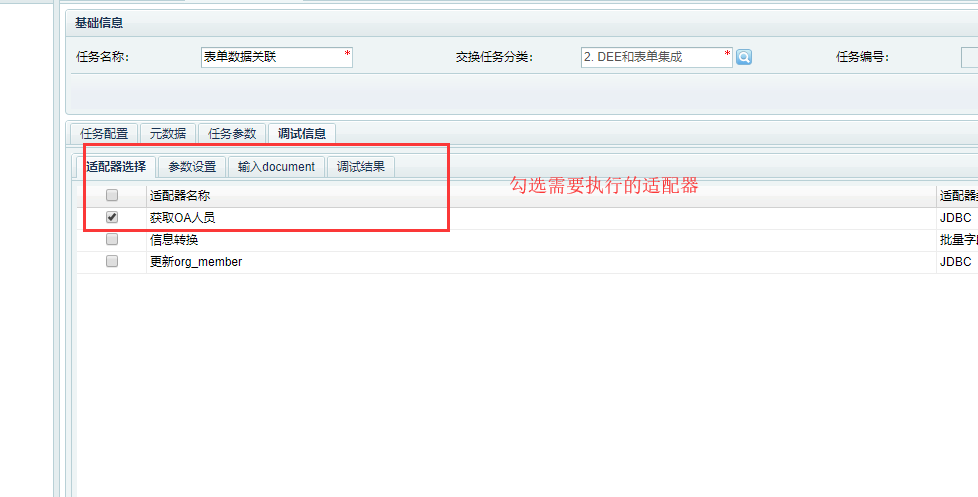 基础信息
任务名称： 表单数据关联 * 交换任务分类： 2. DEE和表单集成 * 任务编号：
任务配置 元数据 任务参数 调试信息
适配器选择 参数设置 输入document 调试结果
勾选需要执行的适配器
适配器名称 适配器
获取OA人员 JDBC
信息转换 批量字
更新org_member JDBC